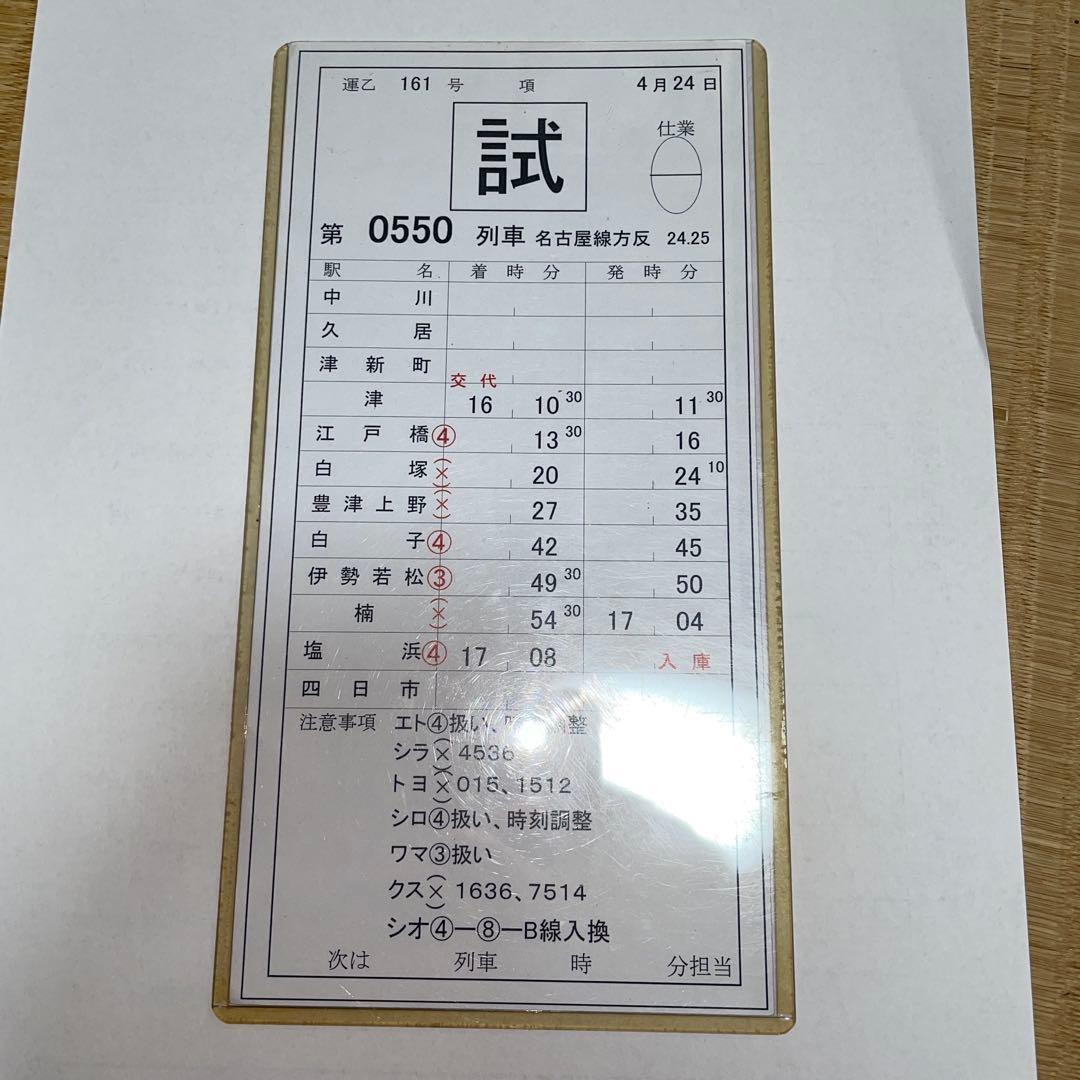 運乙 161 号 項 4月24日
試
仕業
第 0550 列車 名古屋線方反 24.25
駅名 着時分 発時分
中川
久居
津新町
交代
津 16 10 30 11 30
江戸橋 ④ 13 30 16
白塚 (×) 20 24 10
豊津上野 (×) 27 35
白子 ④ 42 45
伊勢若松 ③ 49 30 50
楠 (×) 54 30 17 04
塩浜 ④ 17 08 入庫
四日市
注意事項 エト④扱い、調整
シラ(×) 4536
トヨ(×) 015、1512
シロ④扱い、時刻調整
ワマ③扱い
クス(×) 1636、7514
シオ④―⑧―B線入換
次は 列車 時 分担当